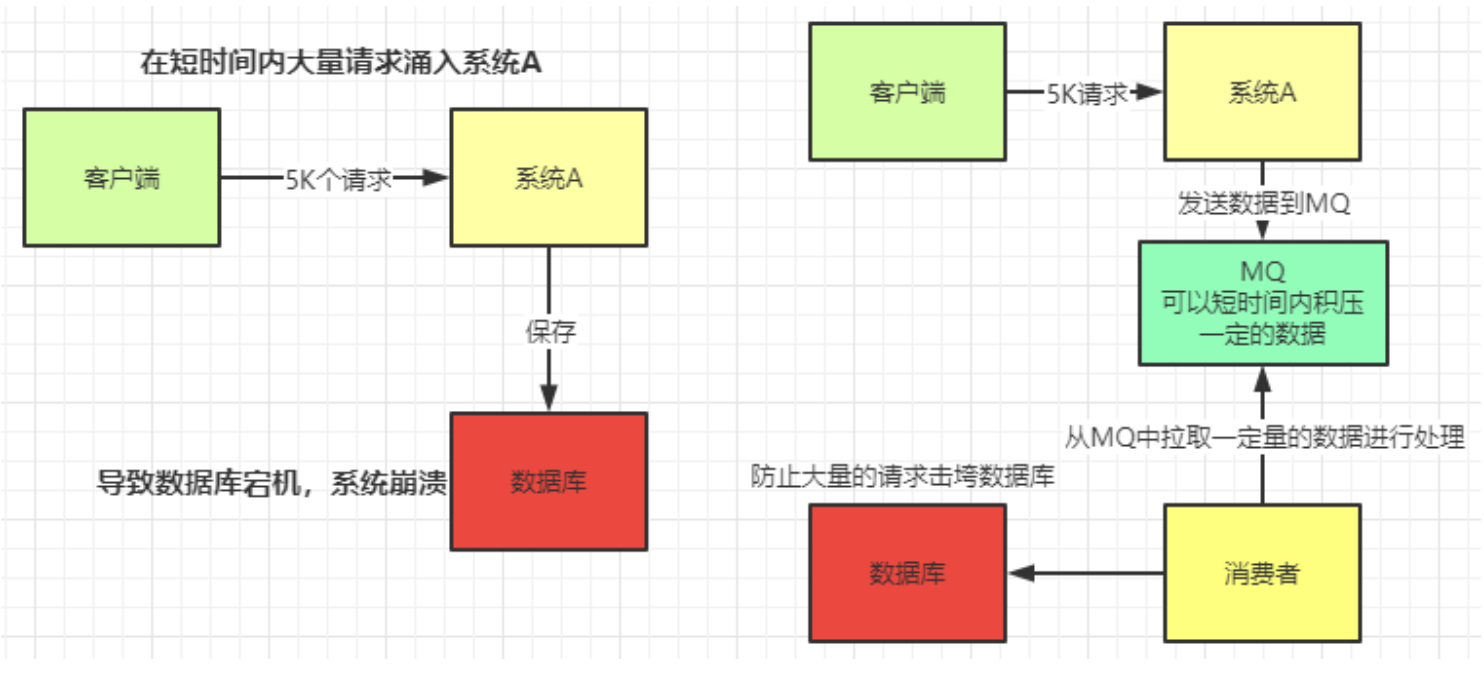 在短时间内大量请求涌入系统A
客户端
5K个请求
系统A
保存
导致数据库宕机，系统崩溃
数据库
客户端
5K请求
系统A
发送数据到MQ
MQ
可以短时间内积压
一定的数据
从MQ中拉取一定量的数据进行处理
防止大量的请求击垮数据库
数据库
消费者